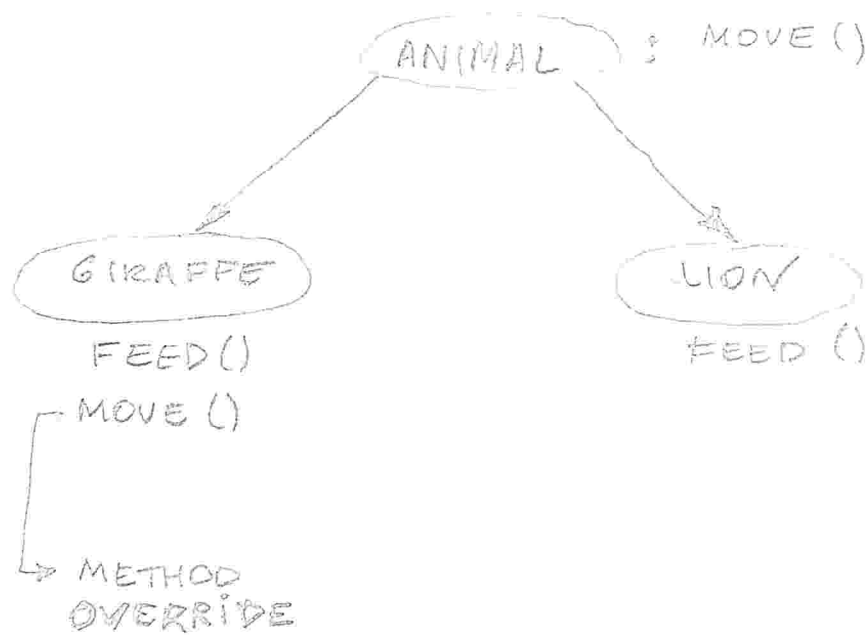 ANIMAL : MOVE ()
GIRAFFE
LION
FEED()
FEED ()
MOVE ()
METHOD
OVERRIDE